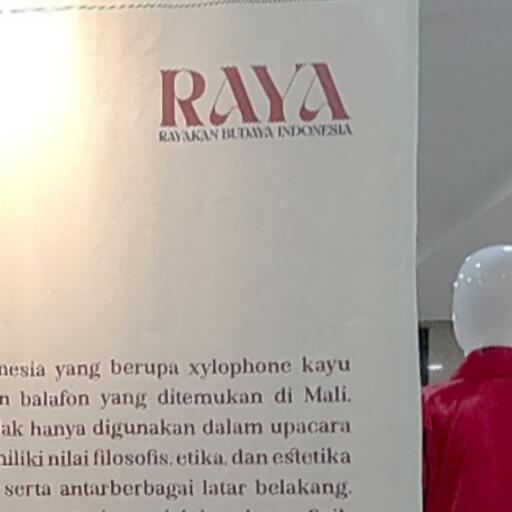 RAYA
RAYAKAN BUDAYA INDONESIA
nesia yang berupa xylophone kayu
n balafon yang ditemukan di Mali.
ak hanya digunakan dalam upacara
niliki nilai filosofis, etika, dan estetika
serta antarberbagai latar belakang.